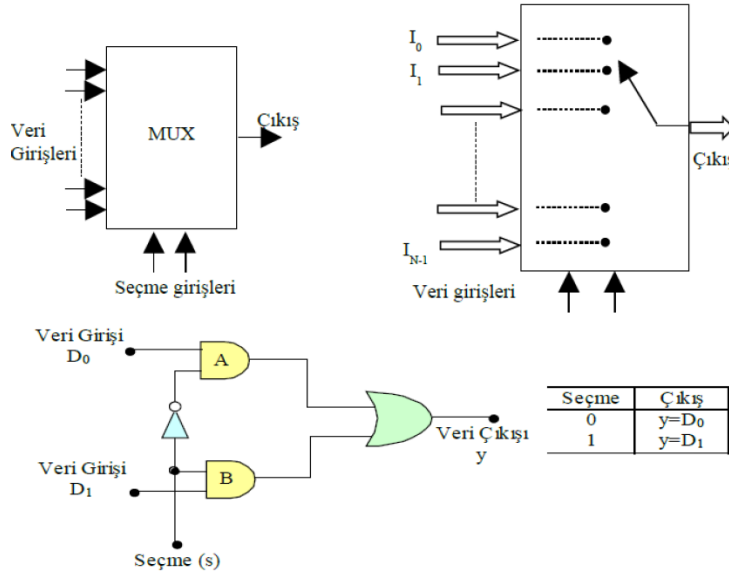 Veri
Girişleri
MUX
Çıkış
Seçme girişleri
I0
I1
IN-1
Çıkış
Veri girişleri
Veri Girişi
D0
A
Veri Girişi
D1
B
Veri Çıkışı
y
Seçme (s)
Seçme Çıkış
0 y=D0
1 y=D1